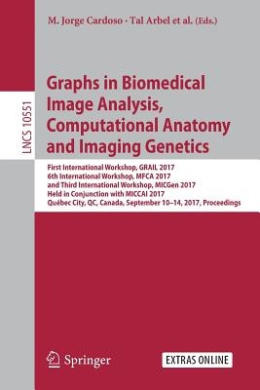 M. Jorge Cardoso • Tal Arbel et al. (Eds.)
LNCS 10551
Graphs in Biomedical
Image Analysis,
Computational Anatomy
and Imaging Genetics
First International Workshop, GRAIL 2017
6th International Workshop, MFCA 2017
and Third International Workshop, MICGen 2017
Held in Conjunction with MICCAI 2017
Québec City, QC, Canada, September 10–14, 2017, Proceedings
Springer
EXTRAS ONLINE